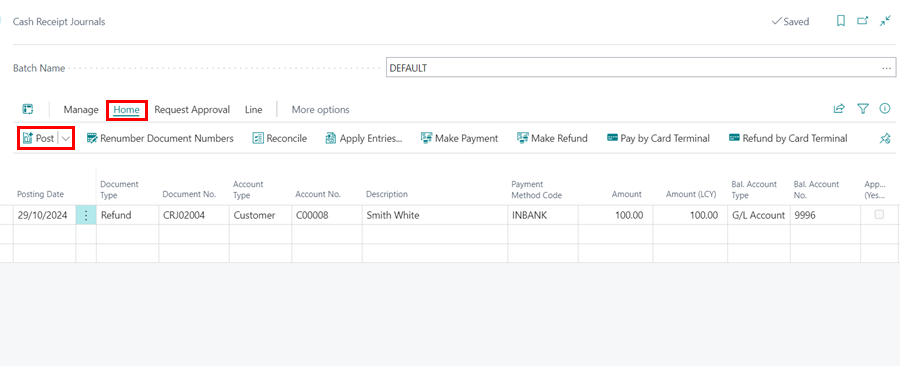 Cash Receipt Journals
Saved
Batch Name
DEFAULT
Manage Home Request Approval Line More options
Post Renumber Document Numbers Reconcile Apply Entries... Make Payment Make Refund Pay by Card Terminal Refund by Card Terminal
Document Account Payment Bal. Account Bal. Account App...
Posting Date Type Document No. Type Account No. Description Method Code Amount Amount (LCY) Type No. (Yes...
29/10/2024 Refund CRJ02004 Customer C00008 Smith White INBANK 100.00 100.00 G/L Account 9996